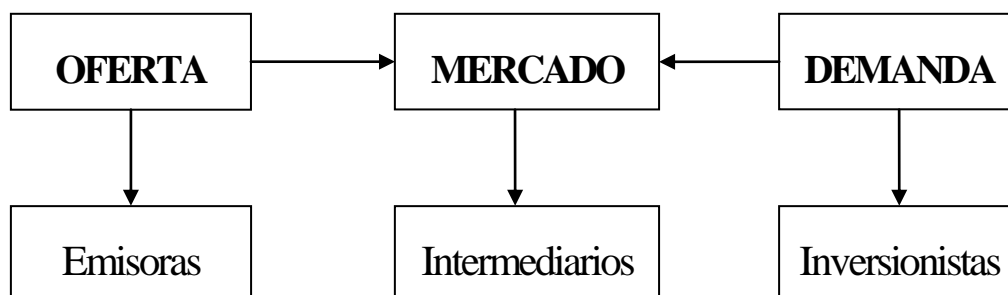 OFERTA
MERCADO
DEMANDA
Emisoras
Intermediarios
Inversionistas